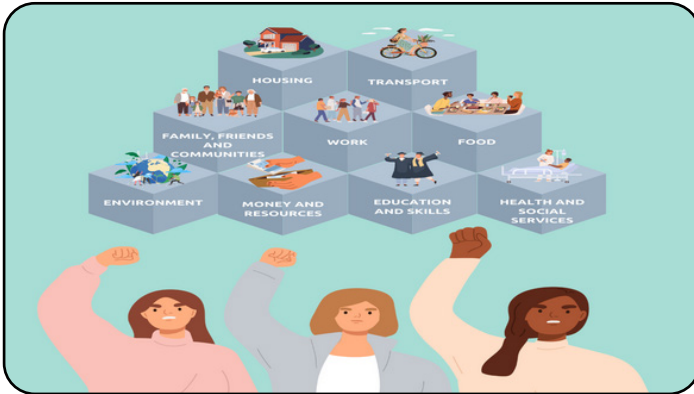 HOUSING
TRANSPORT
FAMILY, FRIENDS
AND
COMMUNITIES
WORK
FOOD
ENVIRONMENT
MONEY AND
RESOURCES
EDUCATION
AND SKILLS
HEALTH AND
SOCIAL
SERVICES